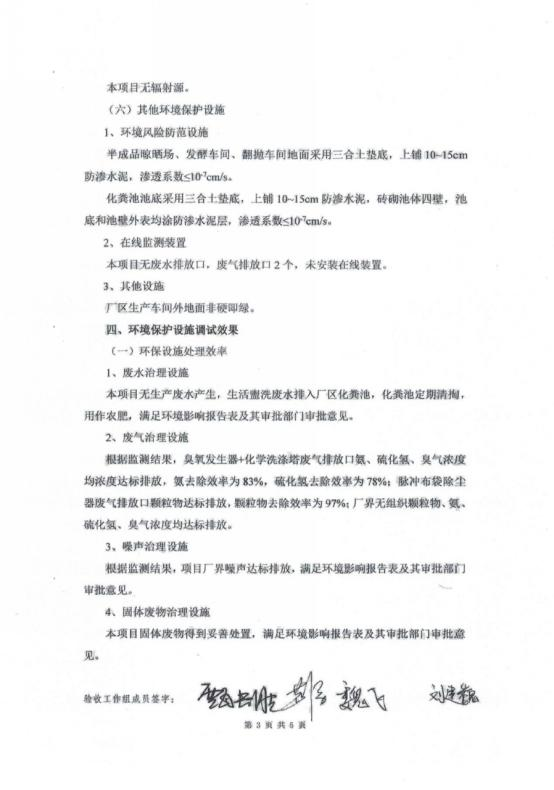 本项目无辐射源。
（六）其他环境保护设施
1、环境风险防范设施
半成品晾晒场、发酵车间、翻抛车间地面采用三合土垫底，上铺 10~15cm
防渗水泥，渗透系数≤10⁻⁷cm/s。
化粪池池底采用三合土垫底，上铺 10~15cm 防渗水泥，砖砌池体四壁，池
底和池壁外表均涂防渗水泥层，渗透系数≤10⁻⁷cm/s。
2、在线监测装置
本项目无废水排放口，废气排放口 2 个，未安装在线装置。
3、其他设施
厂区生产车间外地面非硬即绿。
四、环境保护设施调试效果
（一）环保设施处理效率
1、废水治理设施
本项目无生产废水产生，生活盥洗废水排入厂区化粪池，化粪池定期清掏，
用作农肥，满足环境影响报告表及其审批部门审批意见。
2、废气治理设施
根据监测结果，臭氧发生器+化学洗涤塔废气排放口氨、硫化氢、臭气浓度
均浓度达标排放，氨去除效率为 83%，硫化氢去除效率为 78%；脉冲布袋除尘
器废气排放口颗粒物达标排放，颗粒物去除效率为 97%；厂界无组织颗粒物、氨、
硫化氢、臭气浓度均达标排放。
3、噪声治理设施
根据监测结果，项目厂界噪声达标排放，满足环境影响报告表及其审批部门
审批意见。
4、固体废物治理设施
本项目固体废物得到妥善处置，满足环境影响报告表及其审批部门审批意
见。
验收工作组成员签字：
第 3 页 共 5 页